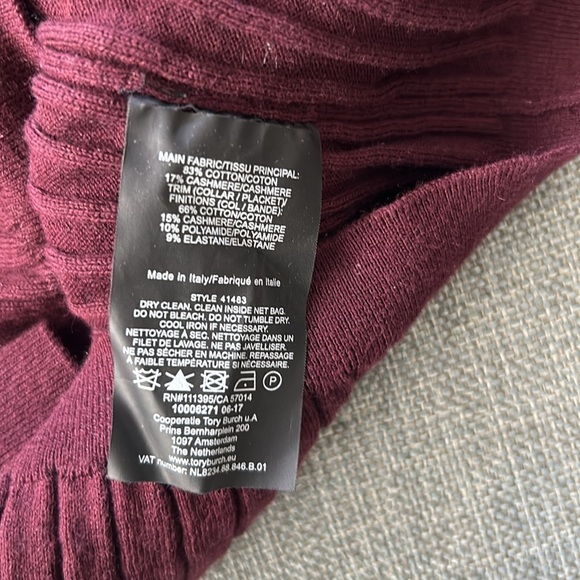 MAIN FABRIC/TISSU PRINCIPAL:
83% COTTON/COTON
17% CASHMERE/CASHMERE
TRIM (COLLAR / PLACKET)/
FINITIONS (COL / BANDE):
66% COTTON/COTON
15% CASHMERE/CASHMERE
10% POLYAMIDE/POLYAMIDE
9% ELASTANE/ELASTANE
Made in Italy/Fabriqué en Italie
STYLE 41483
DRY CLEAN. CLEAN INSIDE NET BAG.
DO NOT BLEACH. DO NOT TUMBLE DRY.
COOL IRON IF NECESSARY.
NETTOYAGE À SEC. NETTOYAGE DANS UN
FILET DE LAVAGE. NE PAS JAVELLISER.
NE PAS SÉCHER EN MACHINE. REPASSAGE
À FAIBLE TEMPÉRATURE SI NÉCESSAIRE.
P
RN#111395/CA 57014
10006271 06-17
Cooperatie Tory Burch u.A
Prins Bernharplein 200
1097 Amsterdam
The Netherlands
www.toryburch.eu
VAT number: NL8234.88.846.B.01